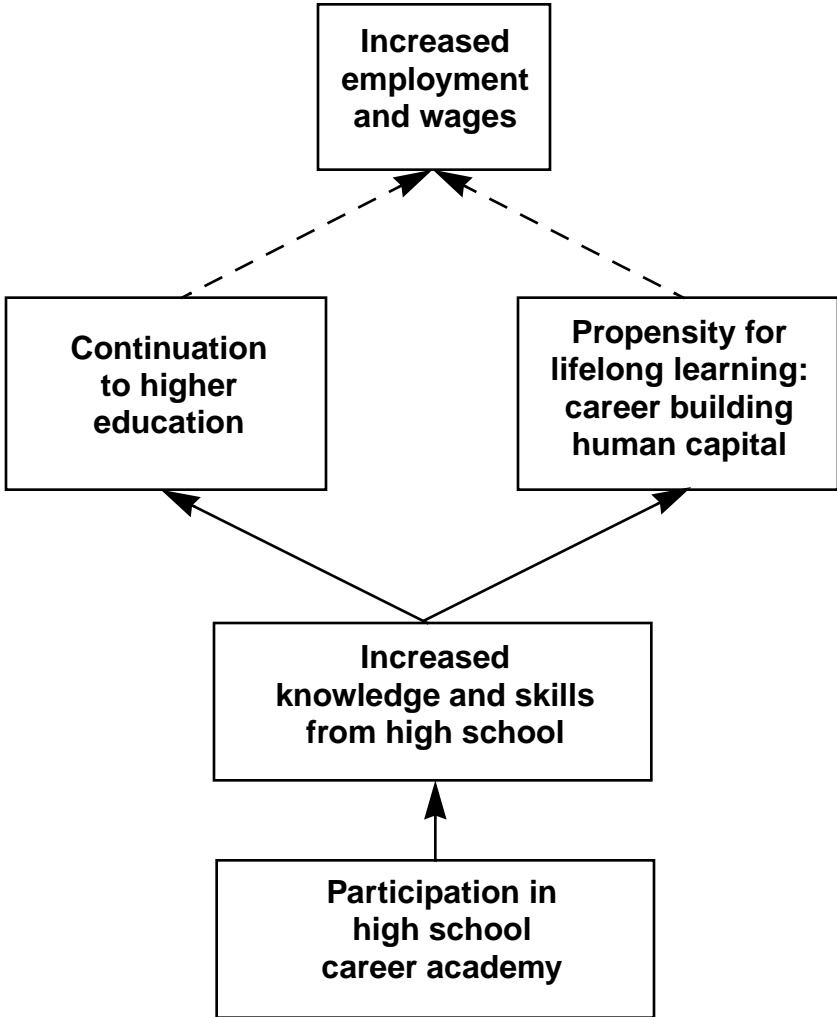 Increased
employment
and wages
Continuation
to higher
education
Propensity for
lifelong learning:
career building
human capital
Increased
knowledge and skills
from high school
Participation in
high school
career academy